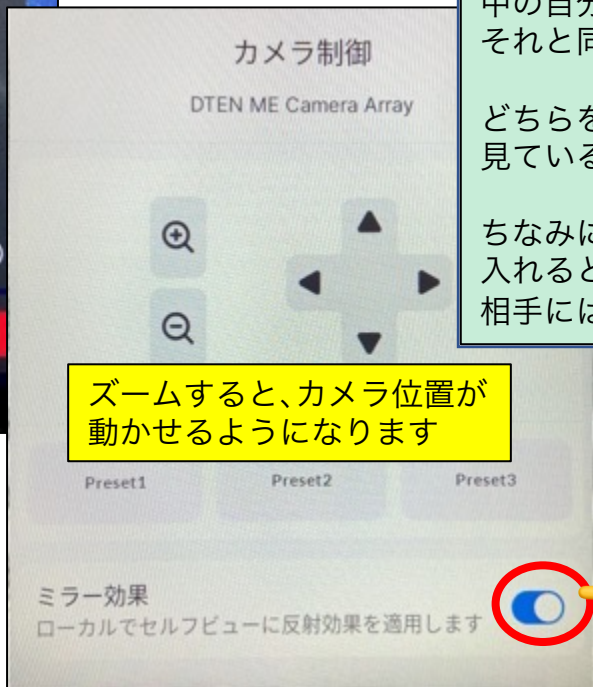 カメラ制御
DTEN ME Camera Array
それと同
どちらを
見ている
ちなみに
入れると
相手には
ズームすると、カメラ位置が
動かせるようになります
Preset1
Preset2
Preset3
ミラー効果
ローカルでセルフビューに反射効果を適用します